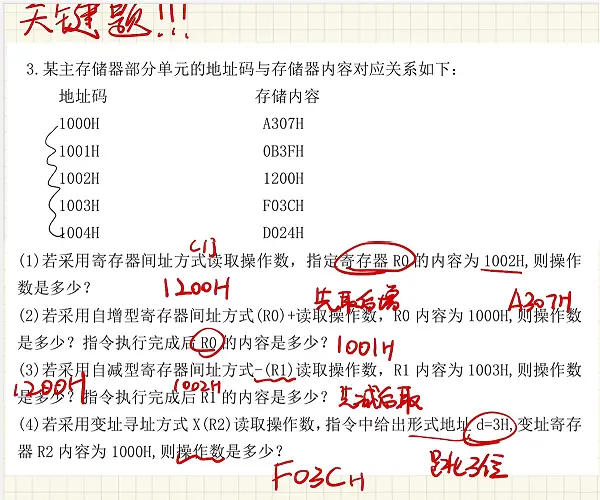 关键题!!!
3.某主存储器部分单元的地址码与存储器内容对应关系如下：
地址码 存储内容
1000H A307H
1001H 0B3FH
1002H 1200H
1003H F03CH
1004H D024H
(1)若采用寄存器间址方式读取操作数，指定寄存器 R0 的内容为 1002H,则操作
数是多少？ 1200H 先取后增 A307H
(2)若采用自增型寄存器间址方式(R0)+读取操作数，R0 内容为 1000H,则操作数
是多少？指令执行完成后 R0 的内容是多少？ 1001H
(3)若采用自减型寄存器间址方式-(R1)读取操作数，R1 内容为 1003H,则操作数
1200H 1002H
是多少？指令执行完成后 R1 的内容是多少？ 先减后取
(4)若采用变址寻址方式 X(R2)读取操作数,指令中给出形式地址 d=3H,变址寄存
器 R2 内容为 1000H,则操作数是多少？
F03CH